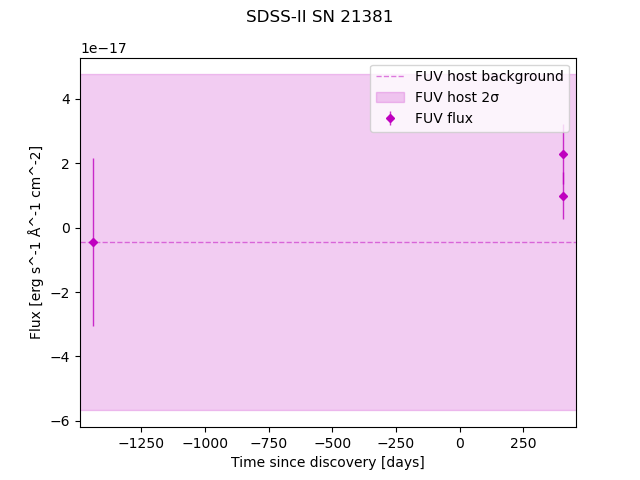 SDSS-II SN 21381
1e−17
FUV host background
FUV host 2σ
FUV flux
4
2
0
−2
−4
−6
Flux [erg s^-1 Å^-1 cm^-2]
−1250 −1000 −750 −500 −250 0 250
Time since discovery [days]